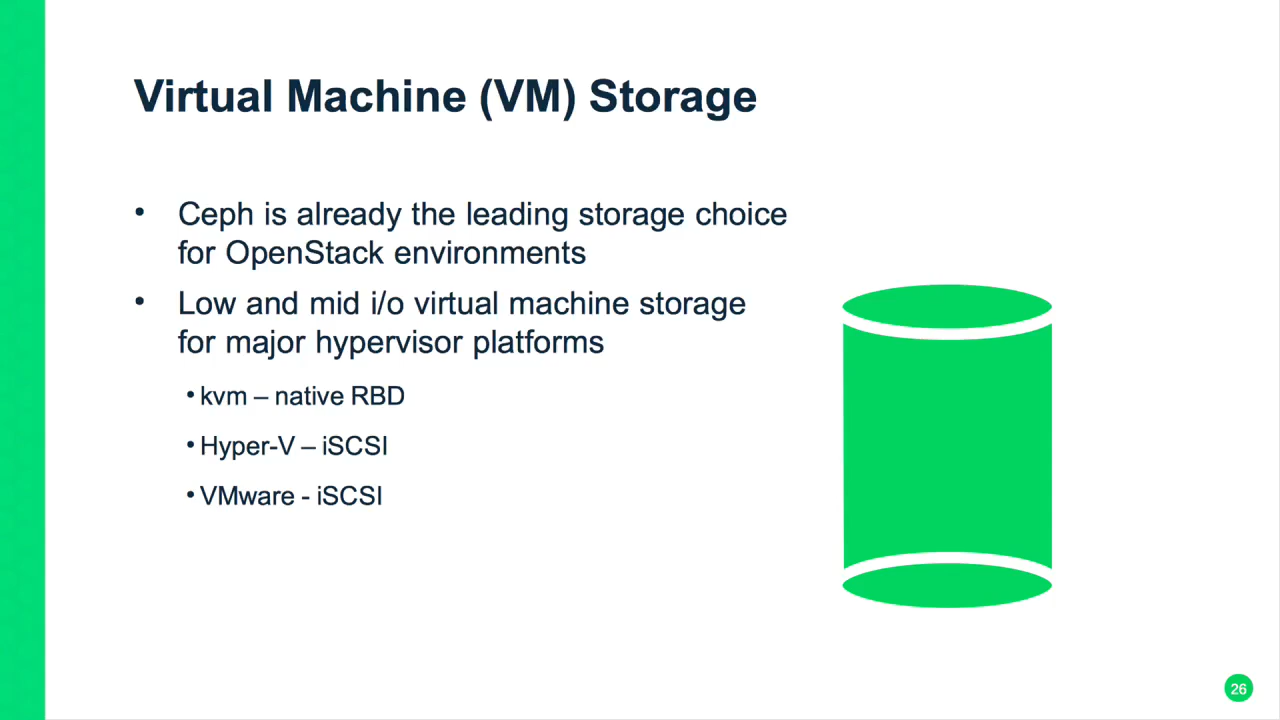 Virtual Machine (VM) Storage
• Ceph is already the leading storage choice
for OpenStack environments
• Low and mid i/o virtual machine storage
for major hypervisor platforms
• kvm – native RBD
• Hyper-V – iSCSI
• VMware - iSCSI
26